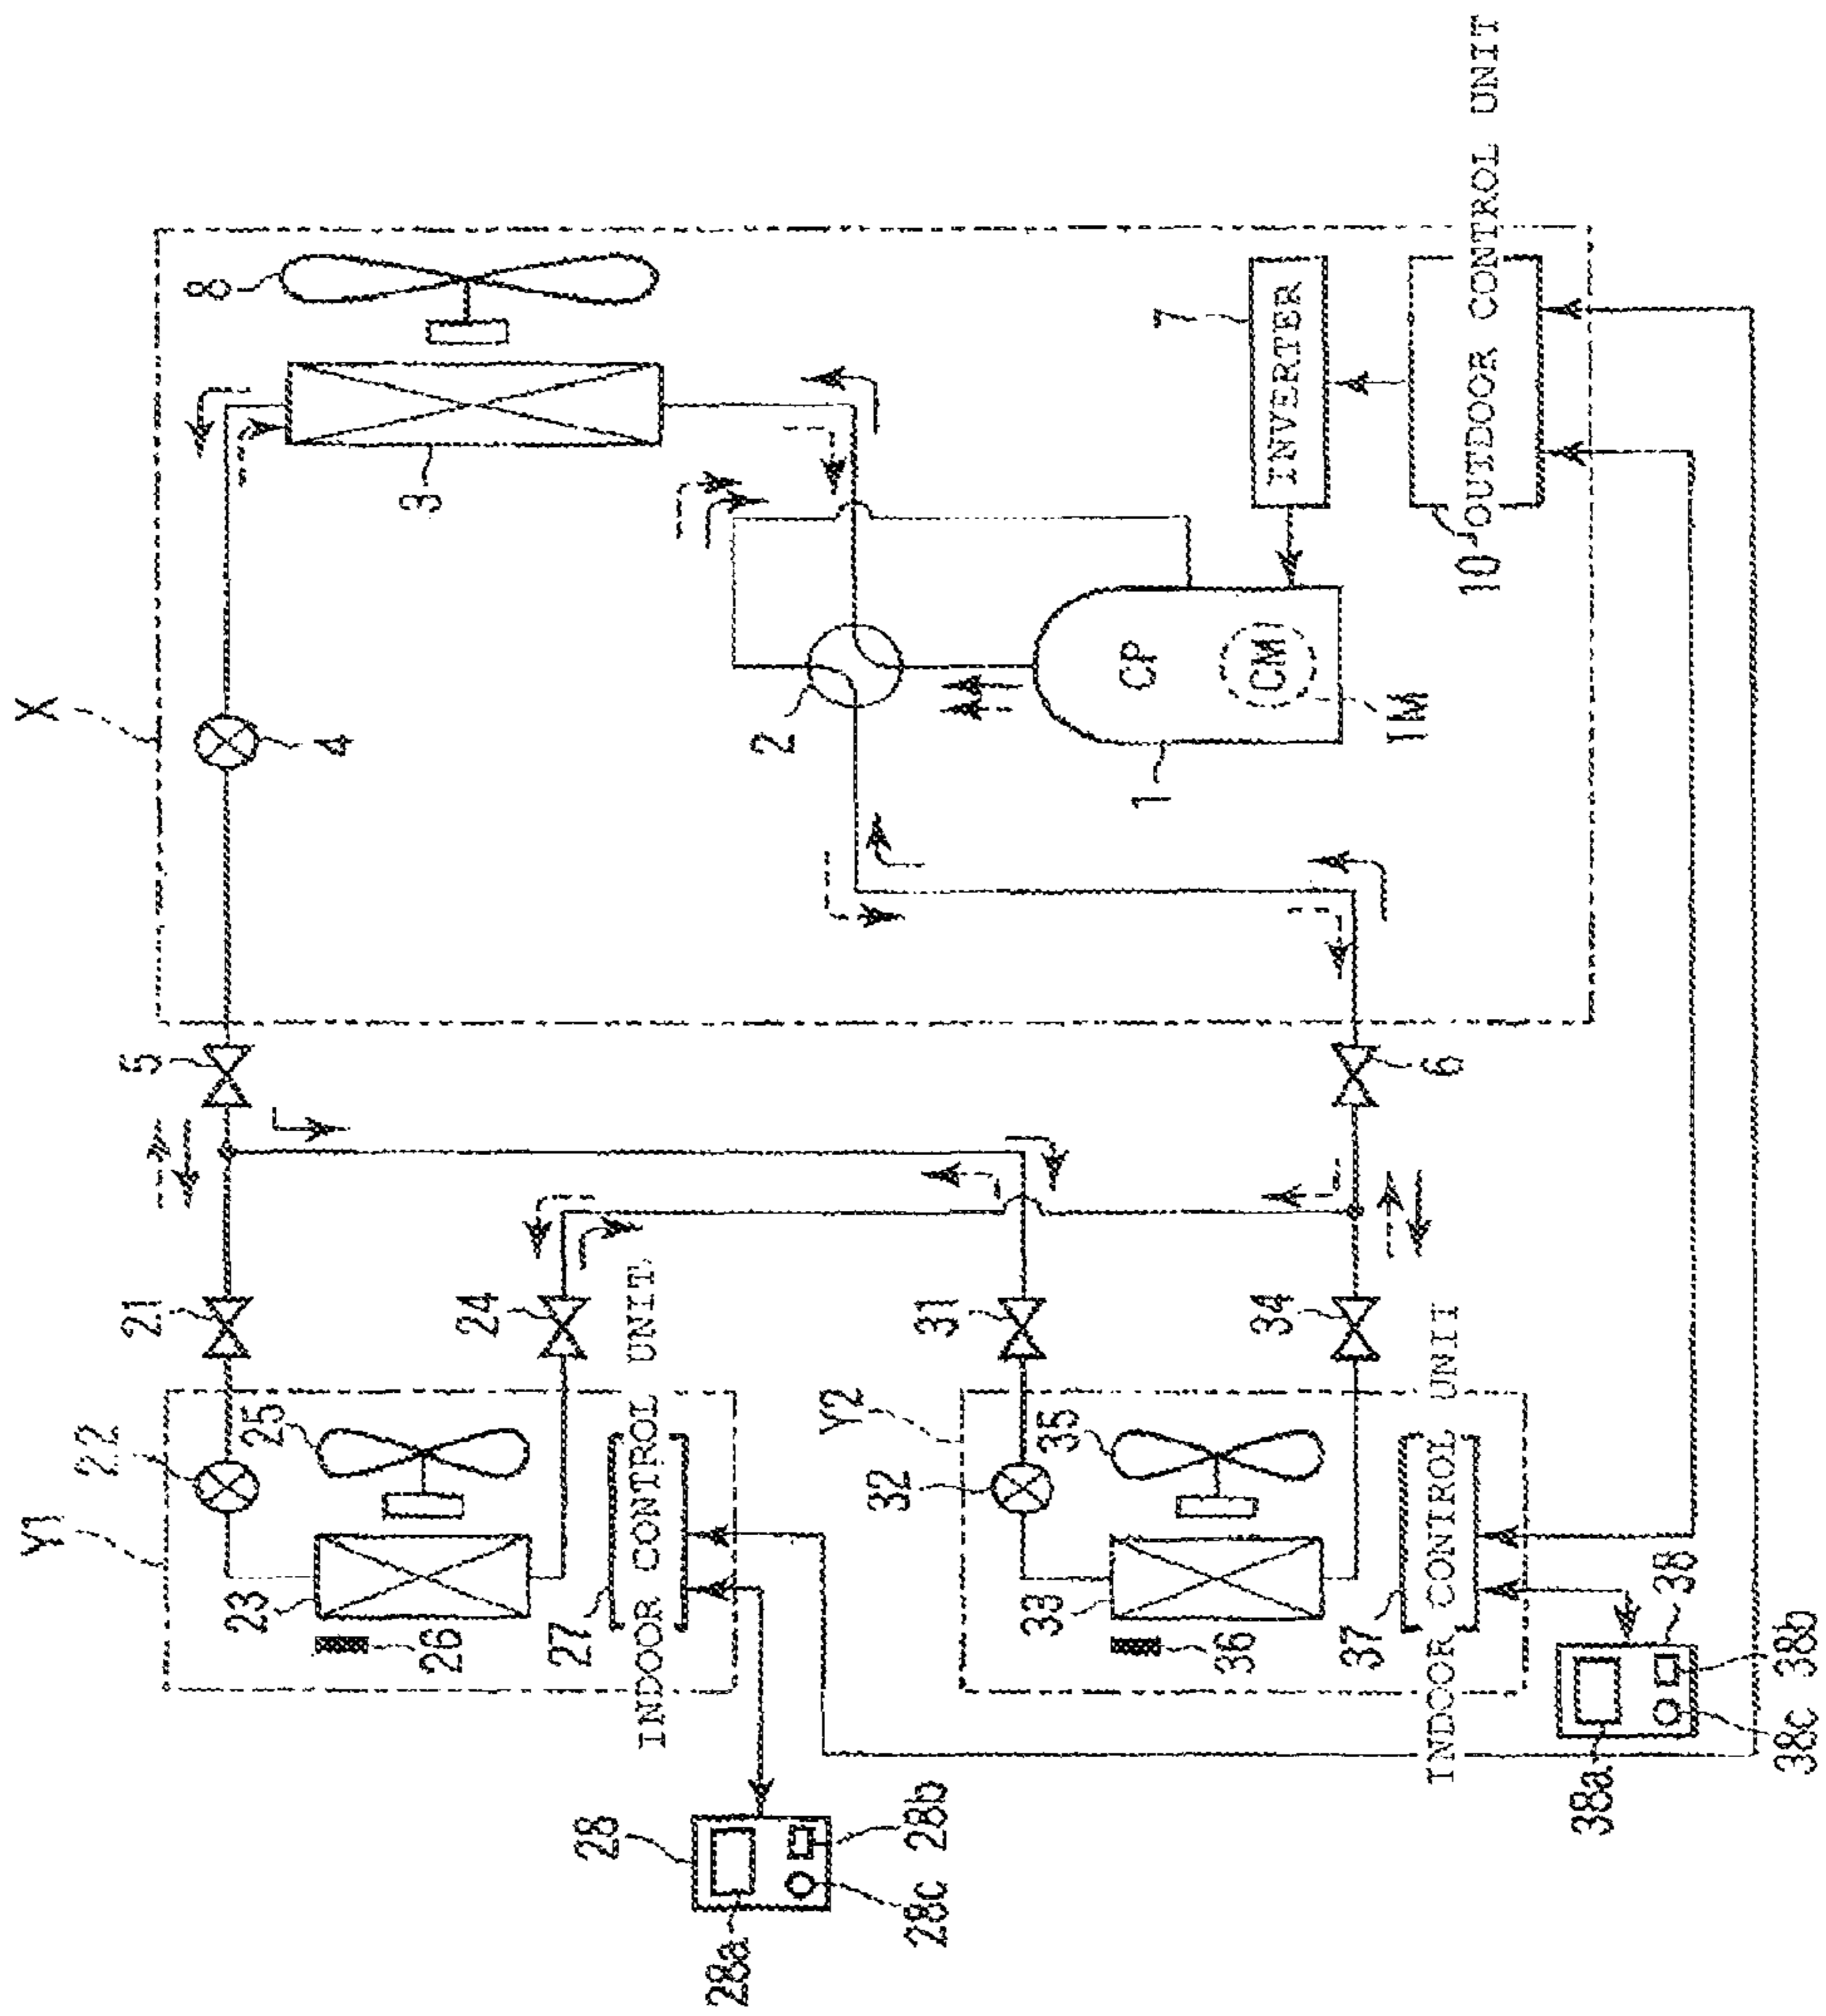 Y1
X
22
21
5
8
23
25
4
3
26
24
27
28
INDOOR CONTROL UNIT
28a
2
Y2
32
31
28c
28b
33
35
CP
1
7
36
CM
INVERTER
34
37
1M
INDOOR CONTROL UNIT
6
10
OUTDOOR CONTROL UNIT
38a
38
38c
38b